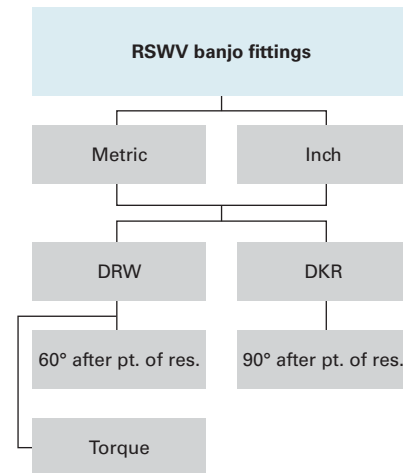 RSWV banjo fittings
Metric
Inch
DRW
DKR
60° after pt. of res.
90° after pt. of res.
Torque